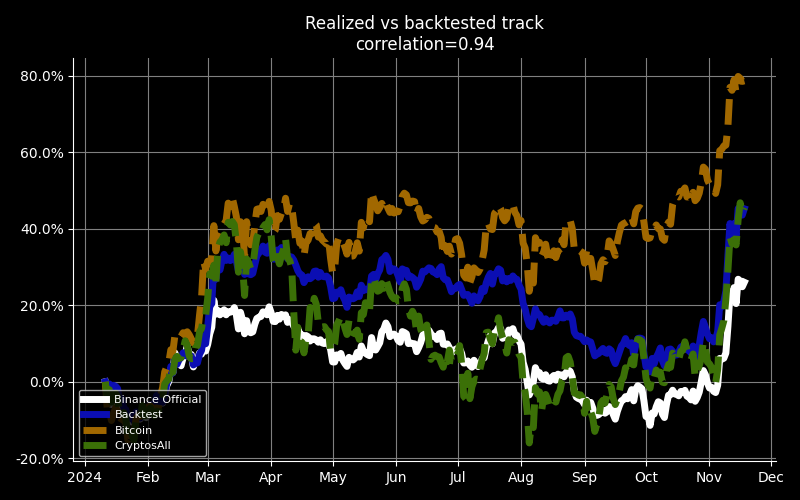 Realized vs backtested track
correlation=0.94
80.0%
60.0%
40.0%
20.0%
0.0%
-20.0%
Binance Official
Backtest
Bitcoin
CryptosAll
2024 Feb Mar Apr May Jun Jul Aug Sep Oct Nov Dec